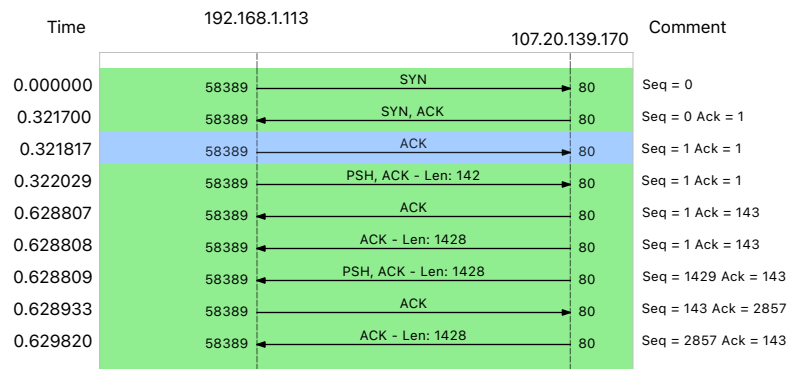 Time 192.168.1.113 107.20.139.170 Comment
0.000000 58389 SYN 80 Seq = 0
0.321700 58389 SYN, ACK 80 Seq = 0 Ack = 1
0.321817 58389 ACK 80 Seq = 1 Ack = 1
0.322029 58389 PSH, ACK - Len: 142 80 Seq = 1 Ack = 1
0.628807 58389 ACK 80 Seq = 1 Ack = 143
0.628808 58389 ACK - Len: 1428 80 Seq = 1 Ack = 143
0.628809 58389 PSH, ACK - Len: 1428 80 Seq = 1429 Ack = 143
0.628933 58389 ACK 80 Seq = 143 Ack = 2857
0.629820 58389 ACK - Len: 1428 80 Seq = 2857 Ack = 143